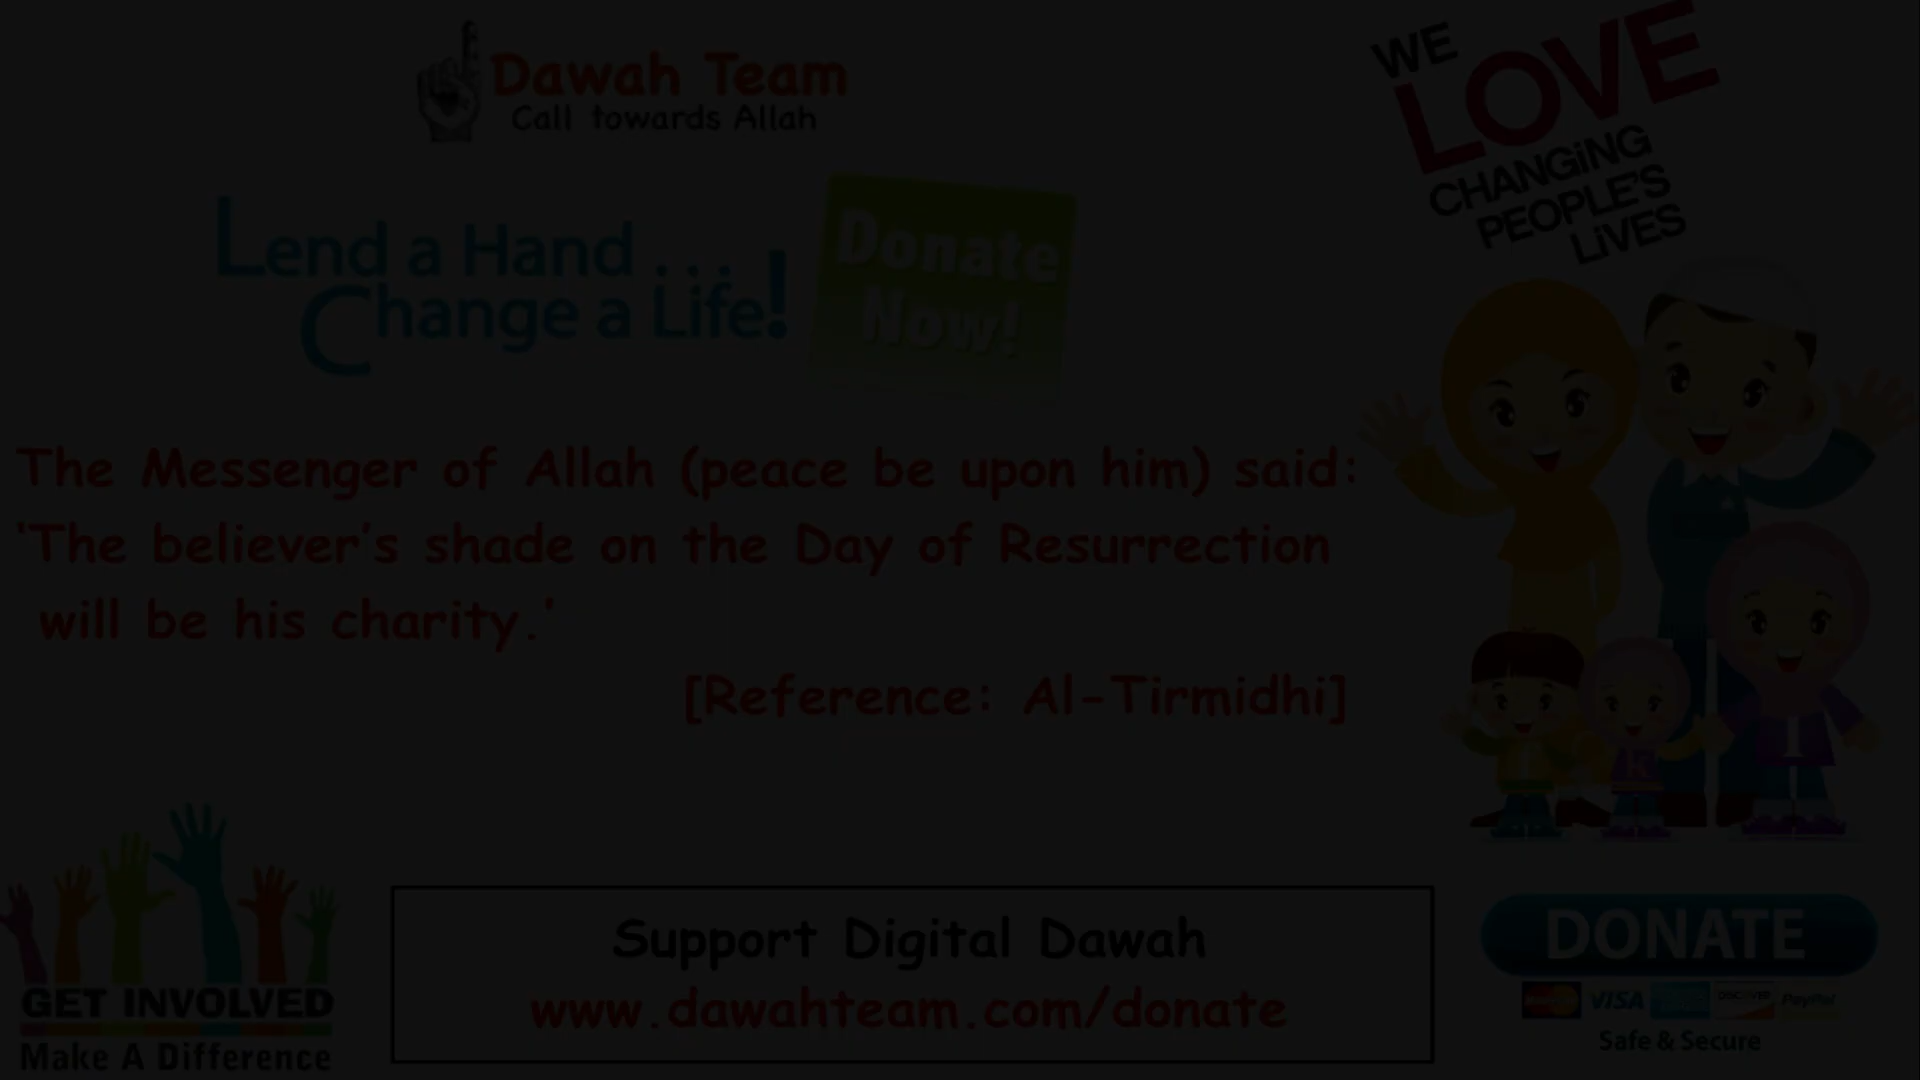 Dawah Team
Call towards Allah
WE
LOVE
CHANGiNG
PEOPLE'S
LiVES
Lend a Hand ...
Change a Life!
Donate
Now!
The Messenger of Allah (peace be upon him) said:
‘The believer’s shade on the Day of Resurrection
will be his charity.’
[Reference: Al-Tirmidhi]
GET INVOLVED
Make A Difference
Support Digital Dawah
www.dawahteam.com/donate
DONATE
MasterCard VISA DISCOVER PayPal
Safe & Secure